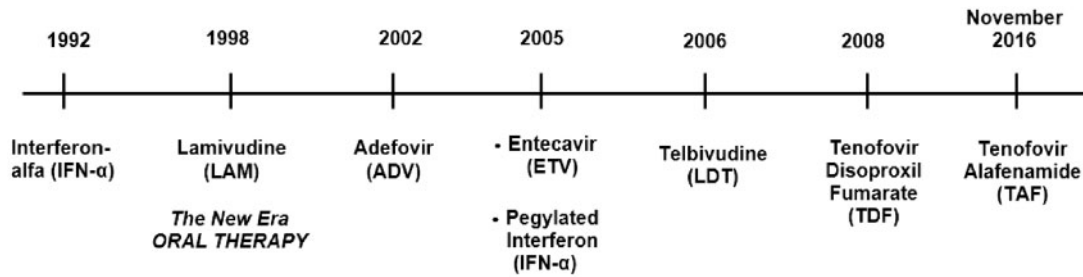 1992
1998
2002
2005
2006
2008
November
2016
Interferon-
alfa (IFN-α)
Lamivudine
(LAM)
The New Era
ORAL THERAPY
Adefovir
(ADV)
• Entecavir
(ETV)
• Pegylated
Interferon
(IFN-α)
Telbivudine
(LDT)
Tenofovir
Disoproxil
Fumarate
(TDF)
Tenofovir
Alafenamide
(TAF)